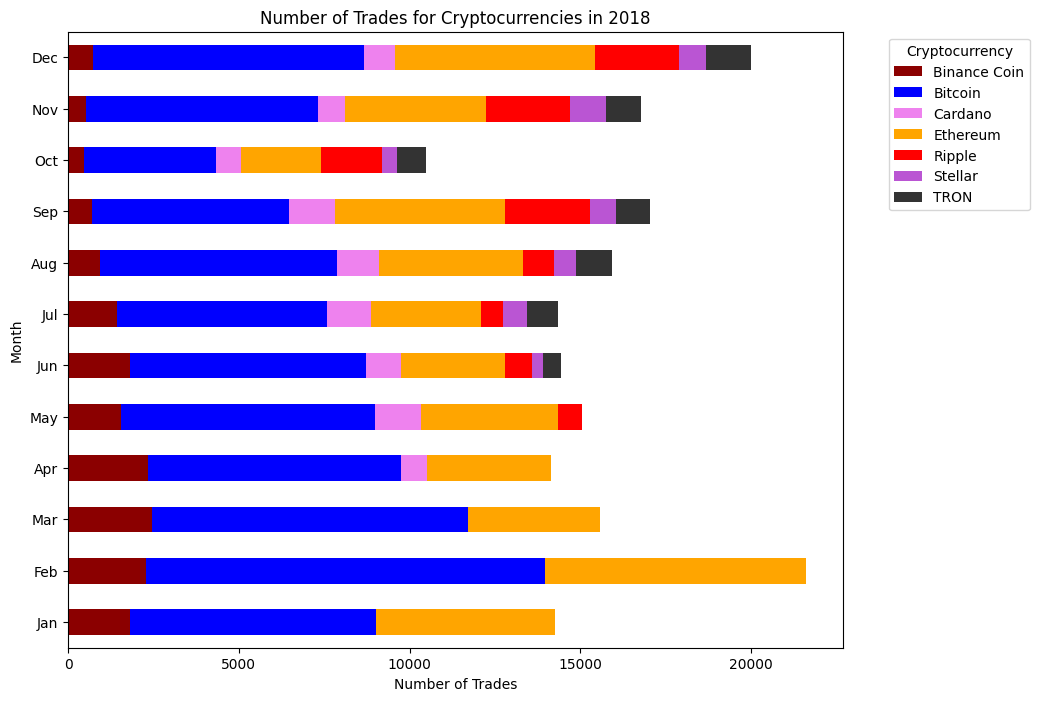 Number of Trades for Cryptocurrencies in 2018
Month
Dec
Nov
Oct
Sep
Aug
Jul
Jun
May
Apr
Mar
Feb
Jan
0 5000 10000 15000 20000
Number of Trades
Cryptocurrency
Binance Coin
Bitcoin
Cardano
Ethereum
Ripple
Stellar
TRON